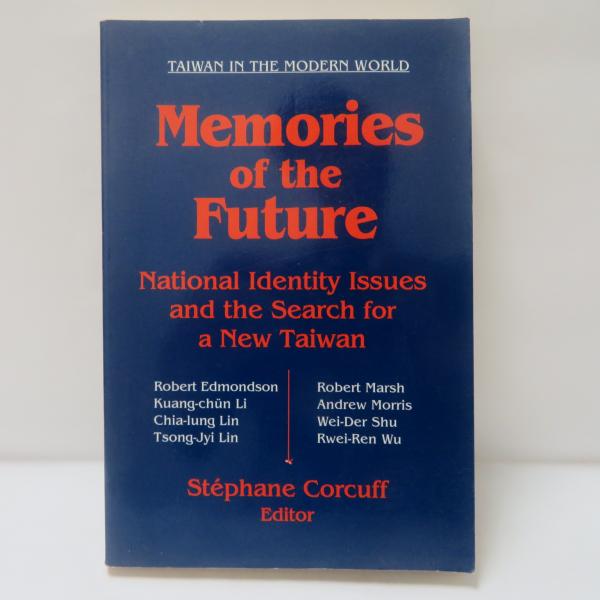 TAIWAN IN THE MODERN WORLD
Memories
of the
Future
National Identity Issues
and the Search for
a New Taiwan
Robert Edmondson
Kuang-chün Li
Chia-lung Lin
Tsong-Jyi Lin
Robert Marsh
Andrew Morris
Wei-Der Shu
Rwei-Ren Wu
Stéphane Corcuff
Editor